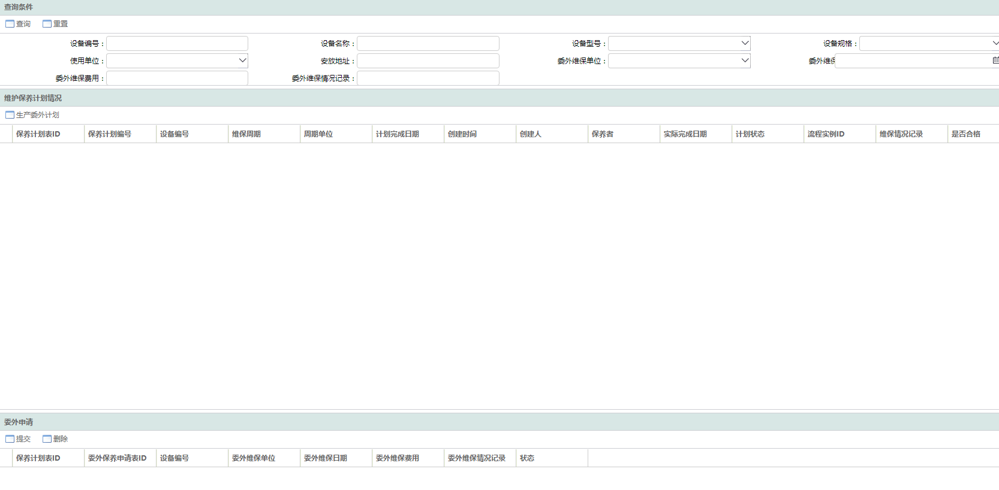 查询条件
查询 重置
设备编号： 设备名称： 设备型号： 设备规格：
使用单位： 安放地址： 委外维保单位： 委外维保
委外维保费用： 委外维保情况记录：
维护保养计划情况
生产委外计划
保养计划表ID 保养计划编号 设备编号 维保周期 周期单位 计划完成日期 创建时间 创建人 保养者 实际完成日期 计划状态 流程实例ID 维保情况记录 是否合格
委外申请
提交 删除
保养计划表ID 委外保养申请表ID 设备编号 委外维保单位 委外维保日期 委外维保费用 委外维保情况记录 状态